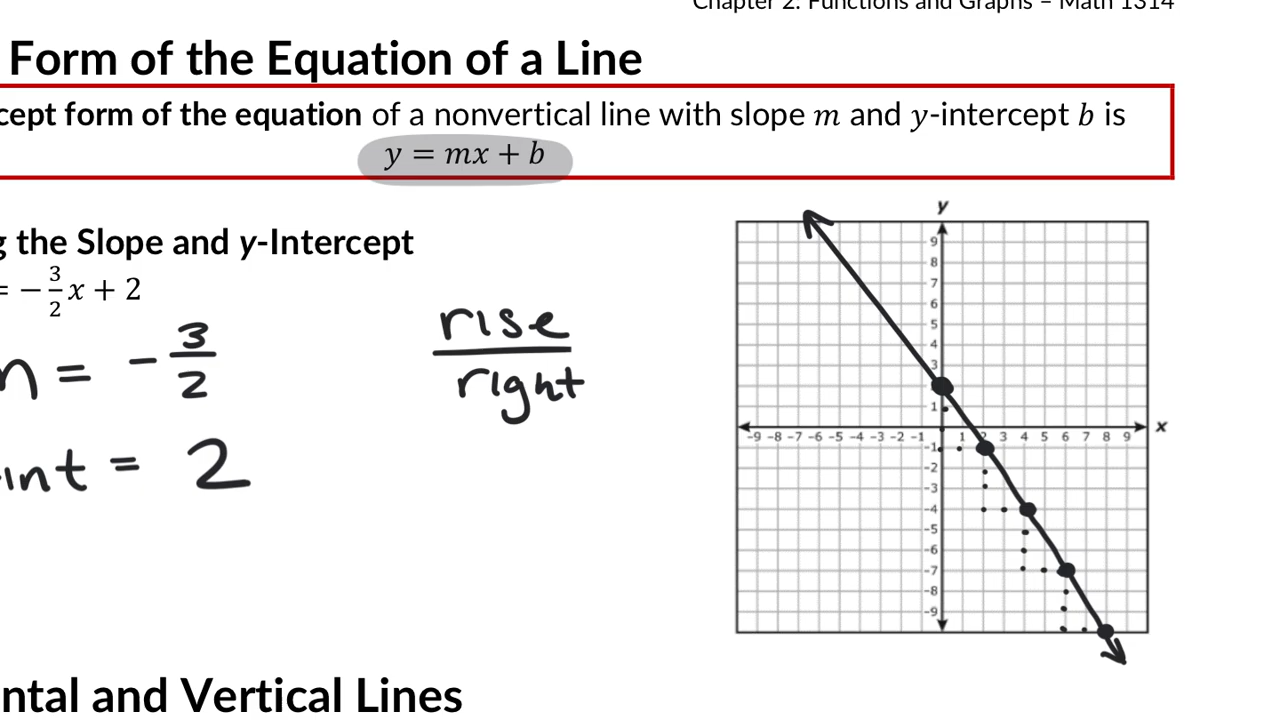 Chapter 2: Functions and Graphs – Math 1314
Form of the Equation of a Line
cept form of the equation of a nonvertical line with slope m and y-intercept b is
y = mx + b
g the Slope and y-Intercept
= −3/2 x + 2
m = - 3/2
rise
right
int = 2
y
9
8
7
6
5
4
3
1
-9 -8 -7 -6 -5 -4 -3 -2 -1 1 2 3 4 5 6 7 8 9 x
-1
-2
-3
-4
-5
-6
-7
-8
-9
ntal and Vertical Lines